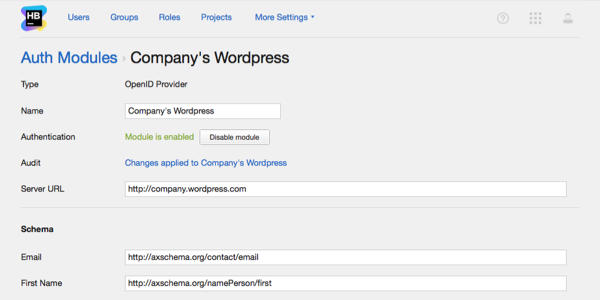 HB
Users Groups Roles Projects More Settings
Auth Modules › Company's Wordpress
Type OpenID Provider
Name Company's Wordpress
Authentication Module is enabled Disable module
Audit Changes applied to Company's Wordpress
Server URL http://company.wordpress.com
Schema
Email http://axschema.org/contact/email
First Name http://axschema.org/namePerson/first